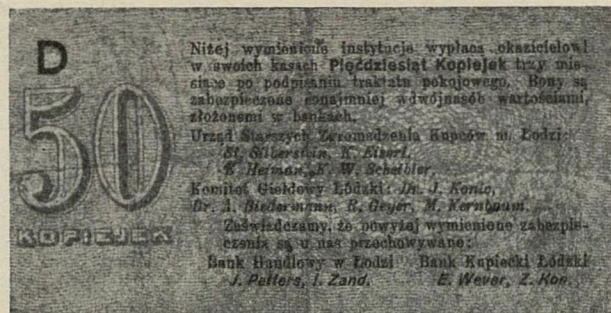 D
50
KOPIEJEK
Niżej wymienione instytucje wypłacą okazicielowi
w swoich kasach Pięćdziesiąt Kopiejek trzy mie-
siące po podpisaniu traktatu pokojowego. Bony są
zabezpieczone conajmniej wdwójnasób wartościami,
złożonemi w bankach.
Urząd Starszych Zgromadzenia Kupców m. Łodzi:
St. Silberstein, K. Eisert,
R. W. Scheibler,
Komitet Giełdowy Łódzki: Dr. J. Konic,
Dr. A. Biedermann, R. Geyer, M. Kernbaum.
Zaświadczamy, że powyżej wymienione zabezpie-
czenia są u nas przechowywane:
Bank Handlowy w Łodzi Bank Kupiecki Łódzki
J. Petters, I. Zand. E. Wever, Z. Kon.